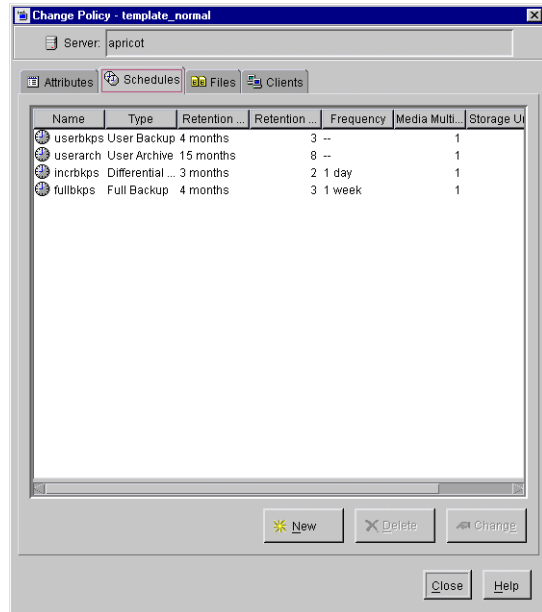 Change Policy - template_normal
Server: apricot
Attributes Schedules Files Clients
Name Type Retention ... Retention ... Frequency Media Multi... Storage Ur
userbkps User Backup 4 months 3 -- 1
userarch User Archive 15 months 8 -- 1
incrbkps Differential ... 3 months 2 1 day 1
fullbkps Full Backup 4 months 3 1 week 1
New Delete Change
Close Help